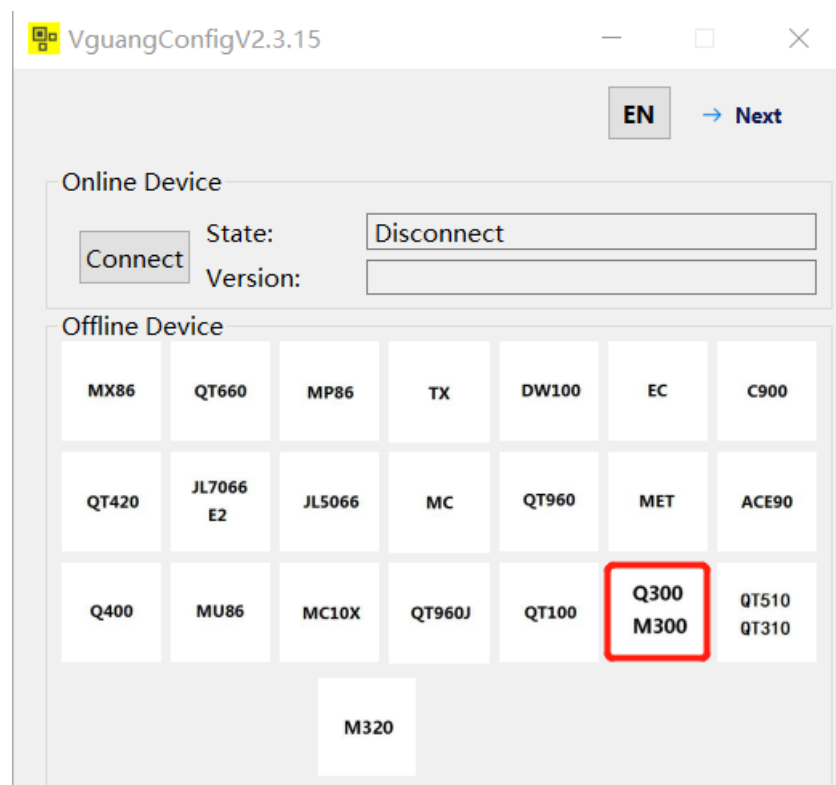 VguangConfigV2.3.15
EN
→ Next
Online Device
Connect
State:
Disconnect
Version:
Offline Device
MX86
QT660
MP86
TX
DW100
EC
C900
QT420
JL7066
E2
JL5066
MC
QT960
MET
ACE90
Q400
MU86
MC10X
QT960J
QT100
Q300
M300
QT510
QT310
M320